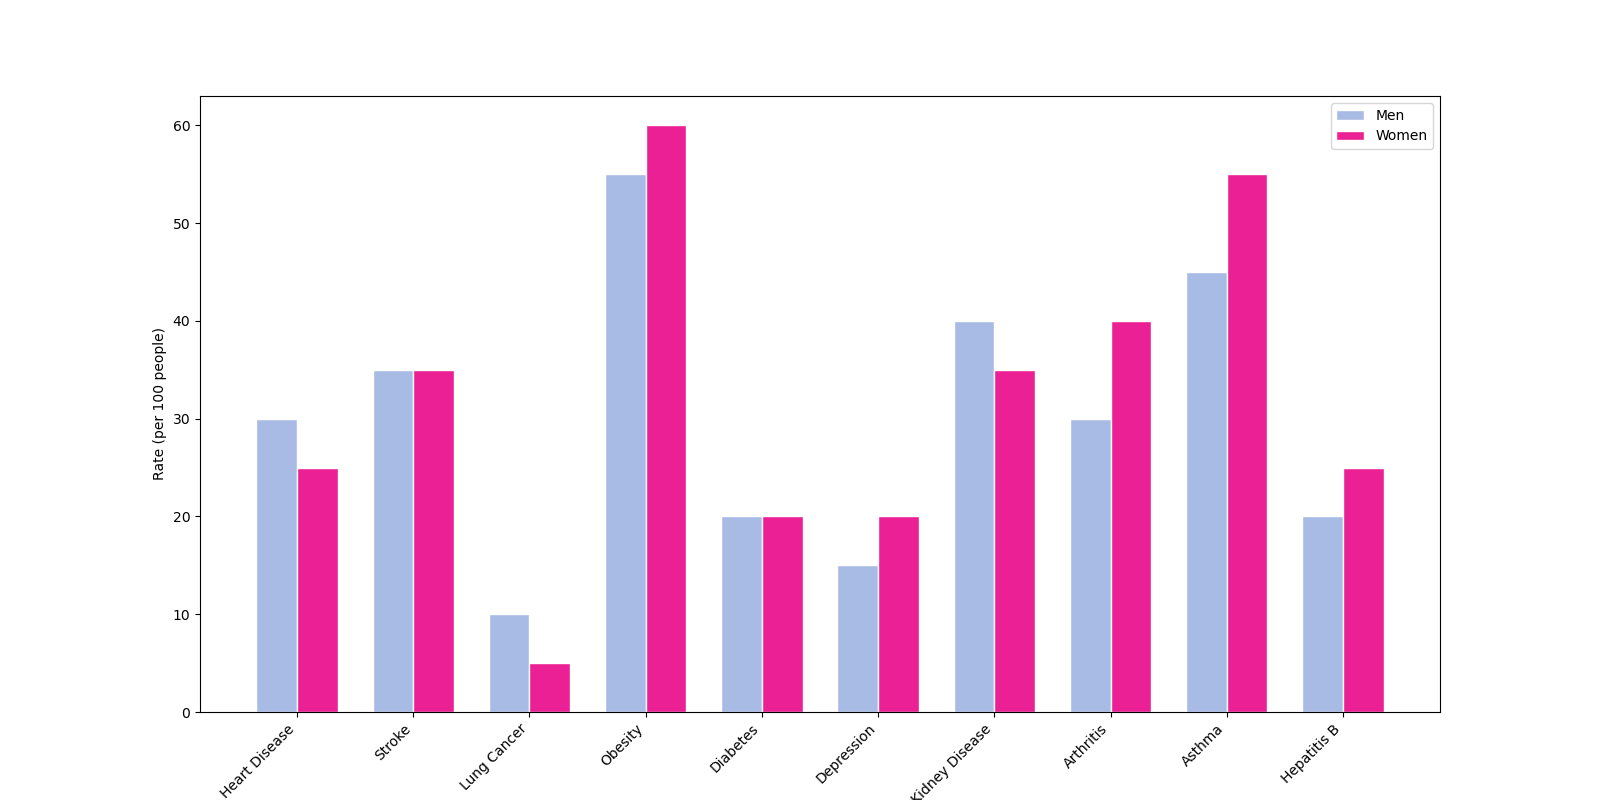 Men
Women
Rate (per 100 people)
60
50
40
30
20
10
0
Heart Disease
Stroke
Lung Cancer
Obesity
Diabetes
Depression
Kidney Disease
Arthritis
Asthma
Hepatitis B